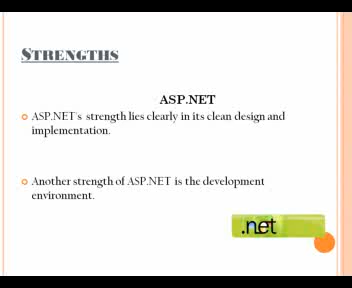 STRENGTHS
ASP.NET
ASP.NET's strength lies clearly in its clean design and
implementation.
Another strength of ASP.NET is the development
environment.
.net